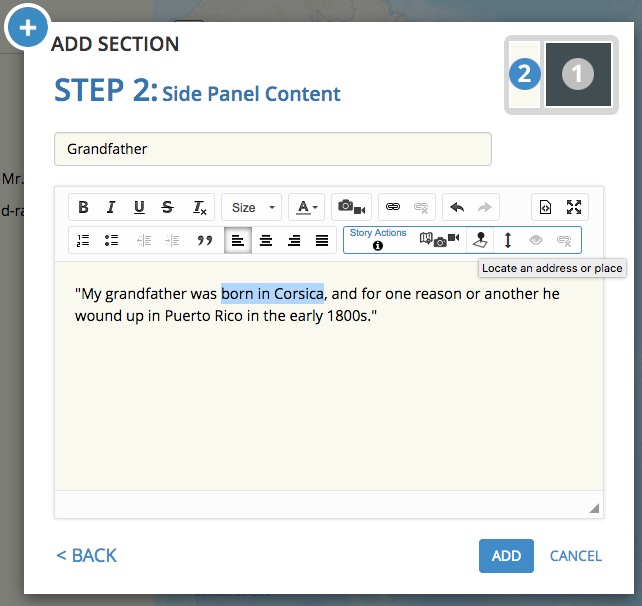 +
ADD SECTION
STEP 2: Side Panel Content
2 1
Grandfather
Mr.
d-ra
B I U S Tx Size A
Story Actions
Locate an address or place
"My grandfather was born in Corsica, and for one reason or another he
wound up in Puerto Rico in the early 1800s."
< BACK
ADD
CANCEL